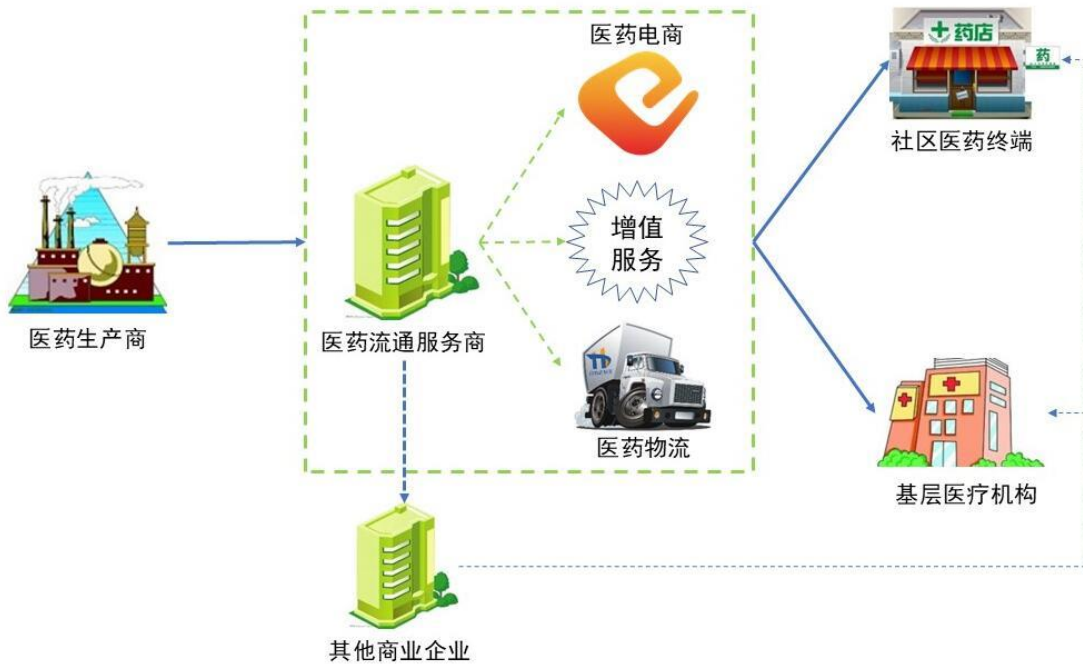 医药电商
药店
药
社区医药终端
增值
服务
医药生产商
医药流通服务商
医药物流
基层医疗机构
其他商业企业